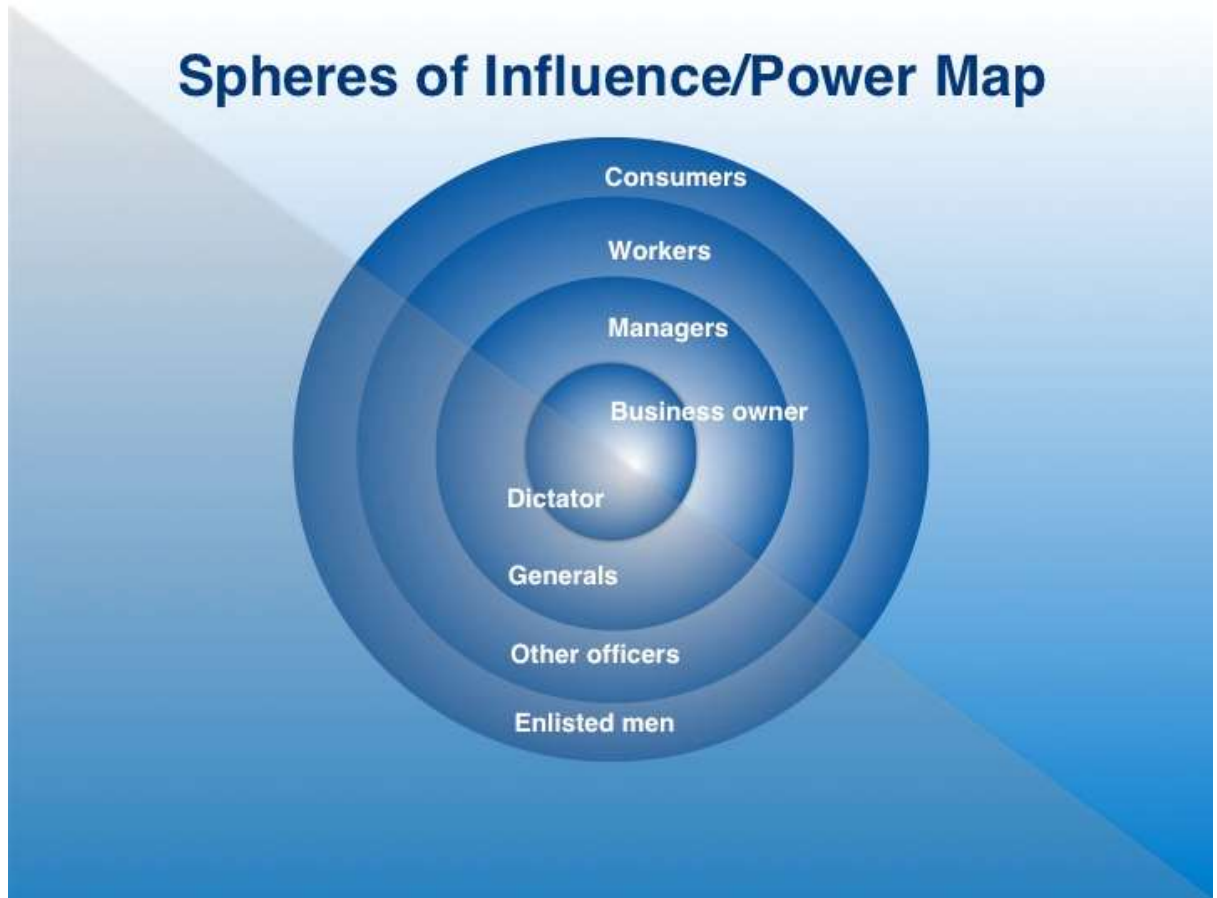 Spheres of Influence/Power Map
Consumers
Workers
Managers
Business owner
Dictator
Generals
Other officers
Enlisted men